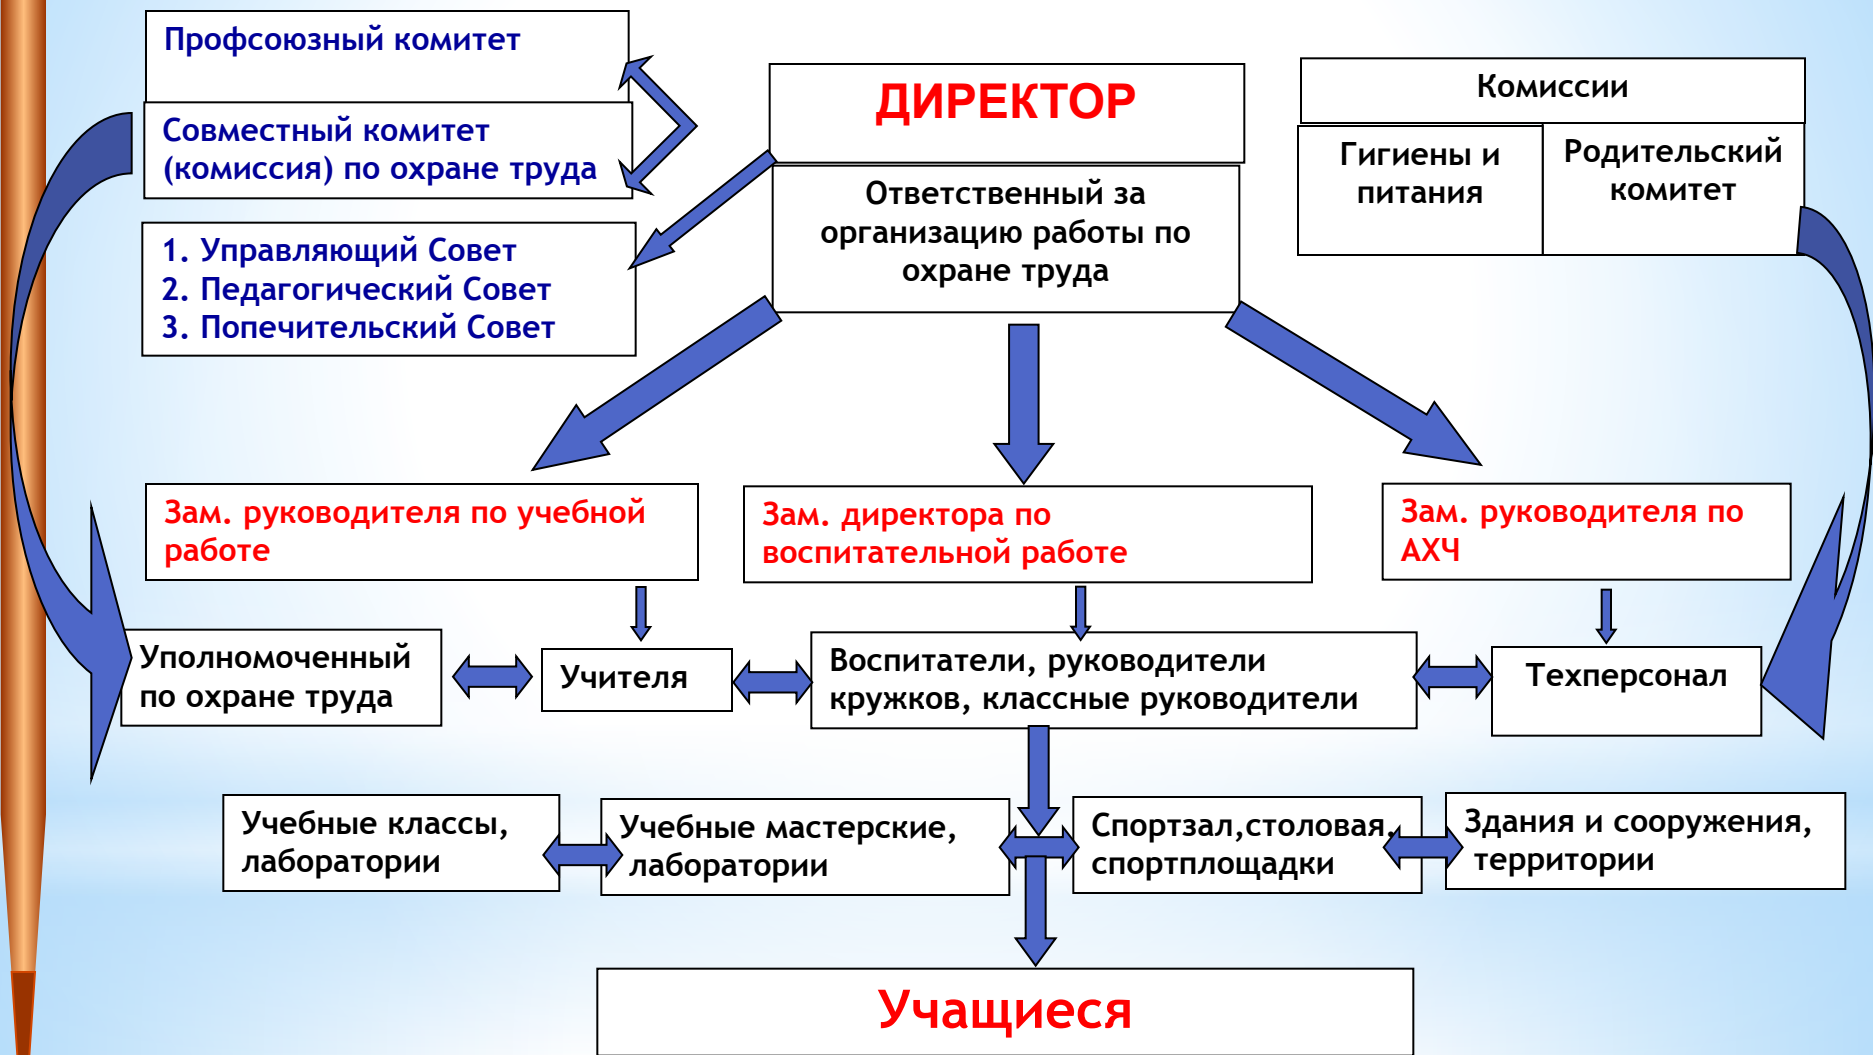 Профсоюзный комитет
Совместный комитет
(комиссия) по охране труда
1. Управляющий Совет
2. Педагогический Совет
3. Попечительский Совет
ДИРЕКТОР
Ответственный за
организацию работы по
охране труда
Комиссии
Гигиены и
питания
Родительский
комитет
Зам. руководителя по учебной
работе
Зам. директора по
воспитательной работе
Зам. руководителя по
АХЧ
Уполномоченный
по охране труда
Учителя
Воспитатели, руководители
кружков, классные руководители
Техперсонал
Учебные классы,
лаборатории
Учебные мастерские,
лаборатории
Спортзал,столовая,
спортплощадки
Здания и сооружения,
территории
Учащиеся